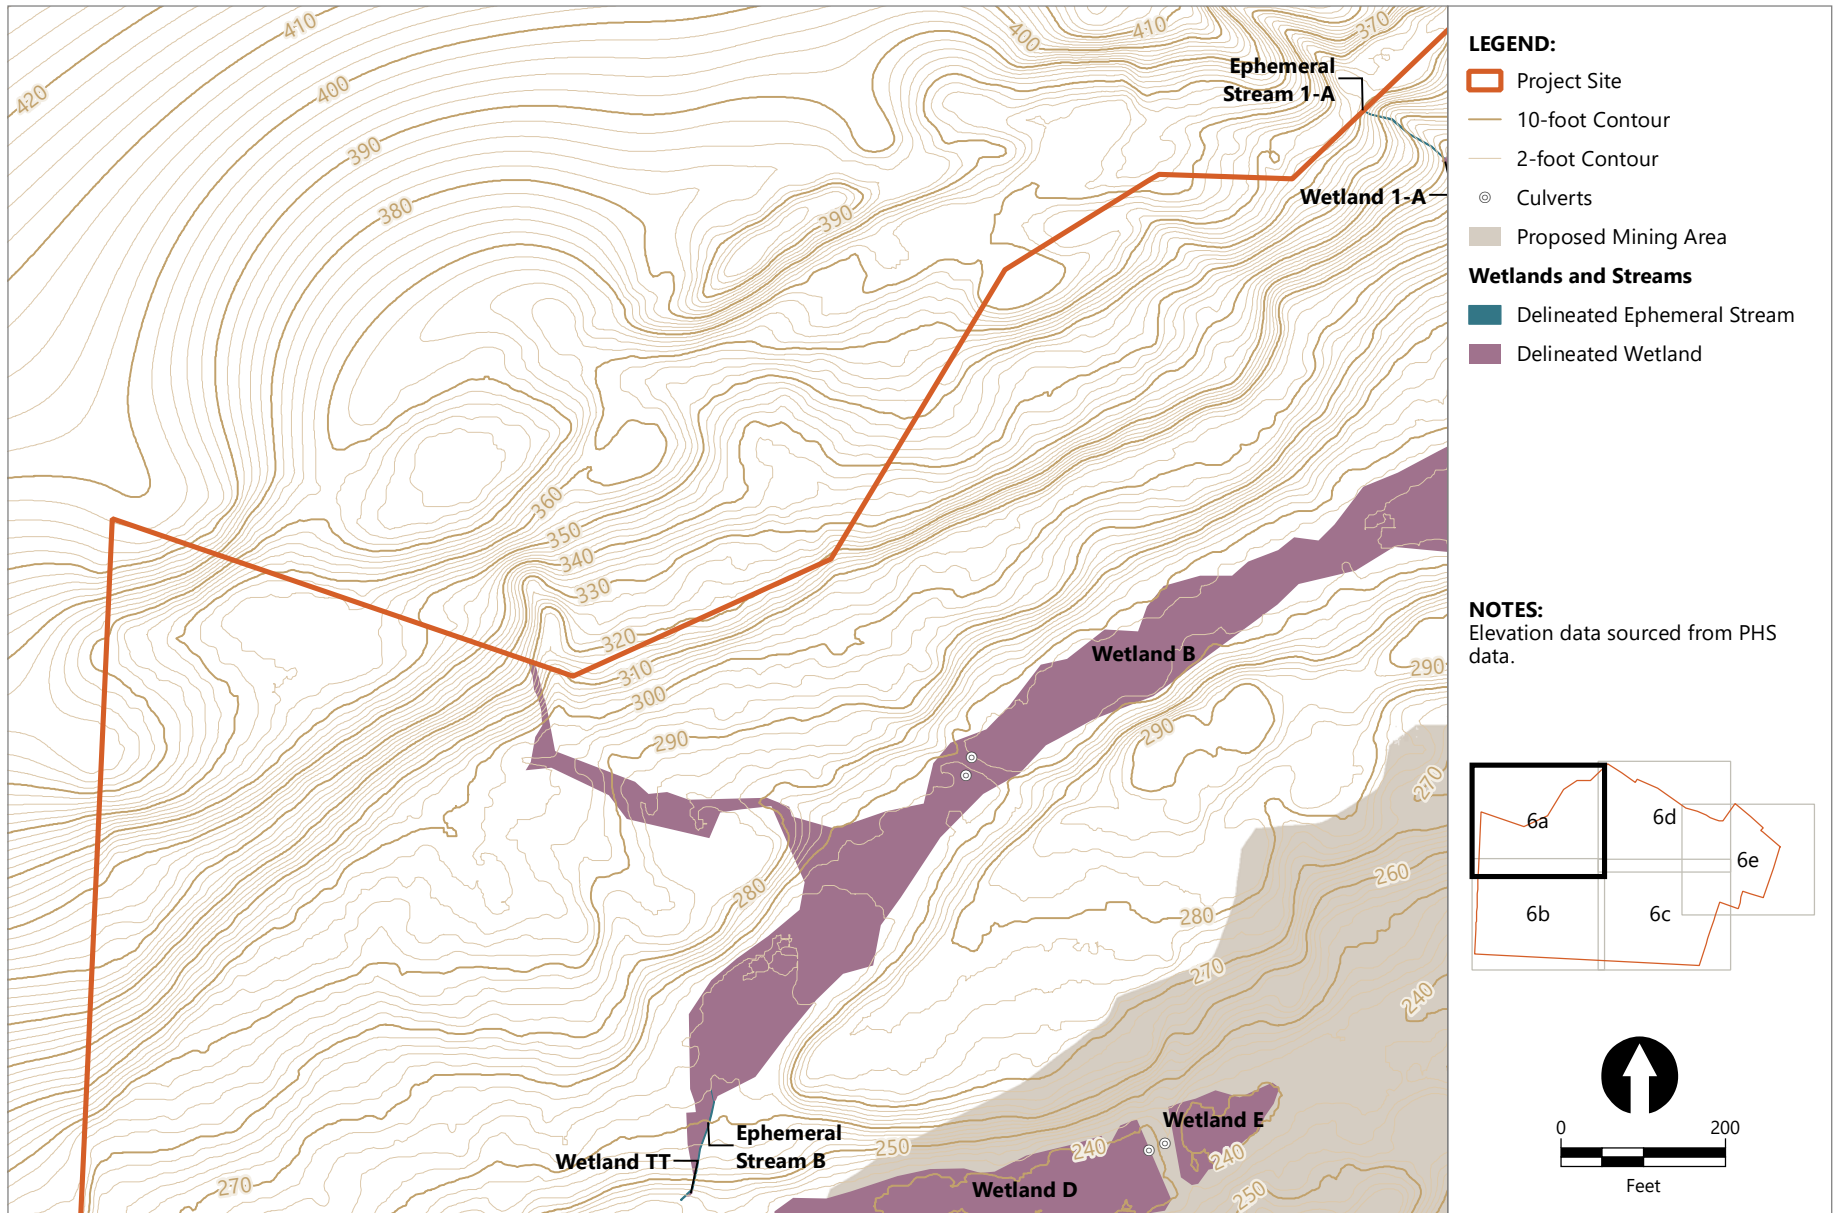 410
400
410
370
420
400
390
380
390
Ephemeral
Stream 1-A
Wetland 1-A
360
350
340
330
320
310
300
290
Wetland B
290
290
270
280
260
280
270
240
Ephemeral
Stream B
Wetland TT
250
240
Wetland E
240
Wetland D
250
270
LEGEND:
Project Site
10-foot Contour
2-foot Contour
Culverts
Proposed Mining Area
Wetlands and Streams
Delineated Ephemeral Stream
Delineated Wetland
NOTES:
Elevation data sourced from PHS
data.
6a
6d
6e
6b
6c
0 200
Feet